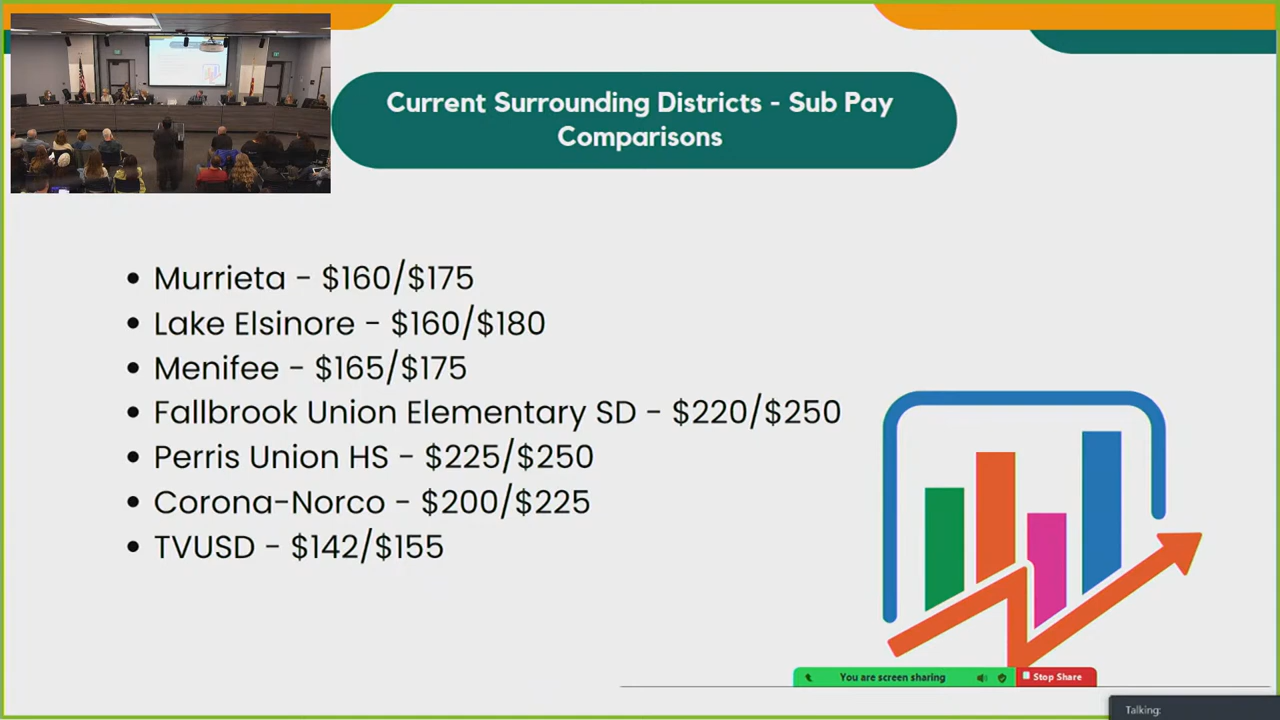 Current Surrounding Districts - Sub Pay
Comparisons
• Murrieta - $160/$175
• Lake Elsinore - $160/$180
• Menifee - $165/$175
• Fallbrook Union Elementary SD - $220/$250
• Perris Union HS - $225/$250
• Corona-Norco - $200/$225
• TVUSD - $142/$155
You are screen sharing
Stop Share
Talking: